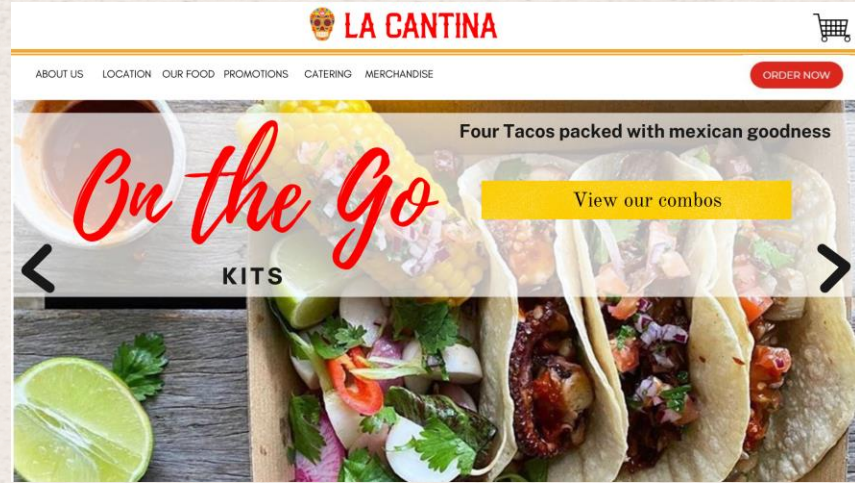 LA CANTINA
ABOUT US LOCATION OUR FOOD PROMOTIONS CATERING MERCHANDISE
ORDER NOW
On the Go
KITS
Four Tacos packed with mexican goodness
View our combos